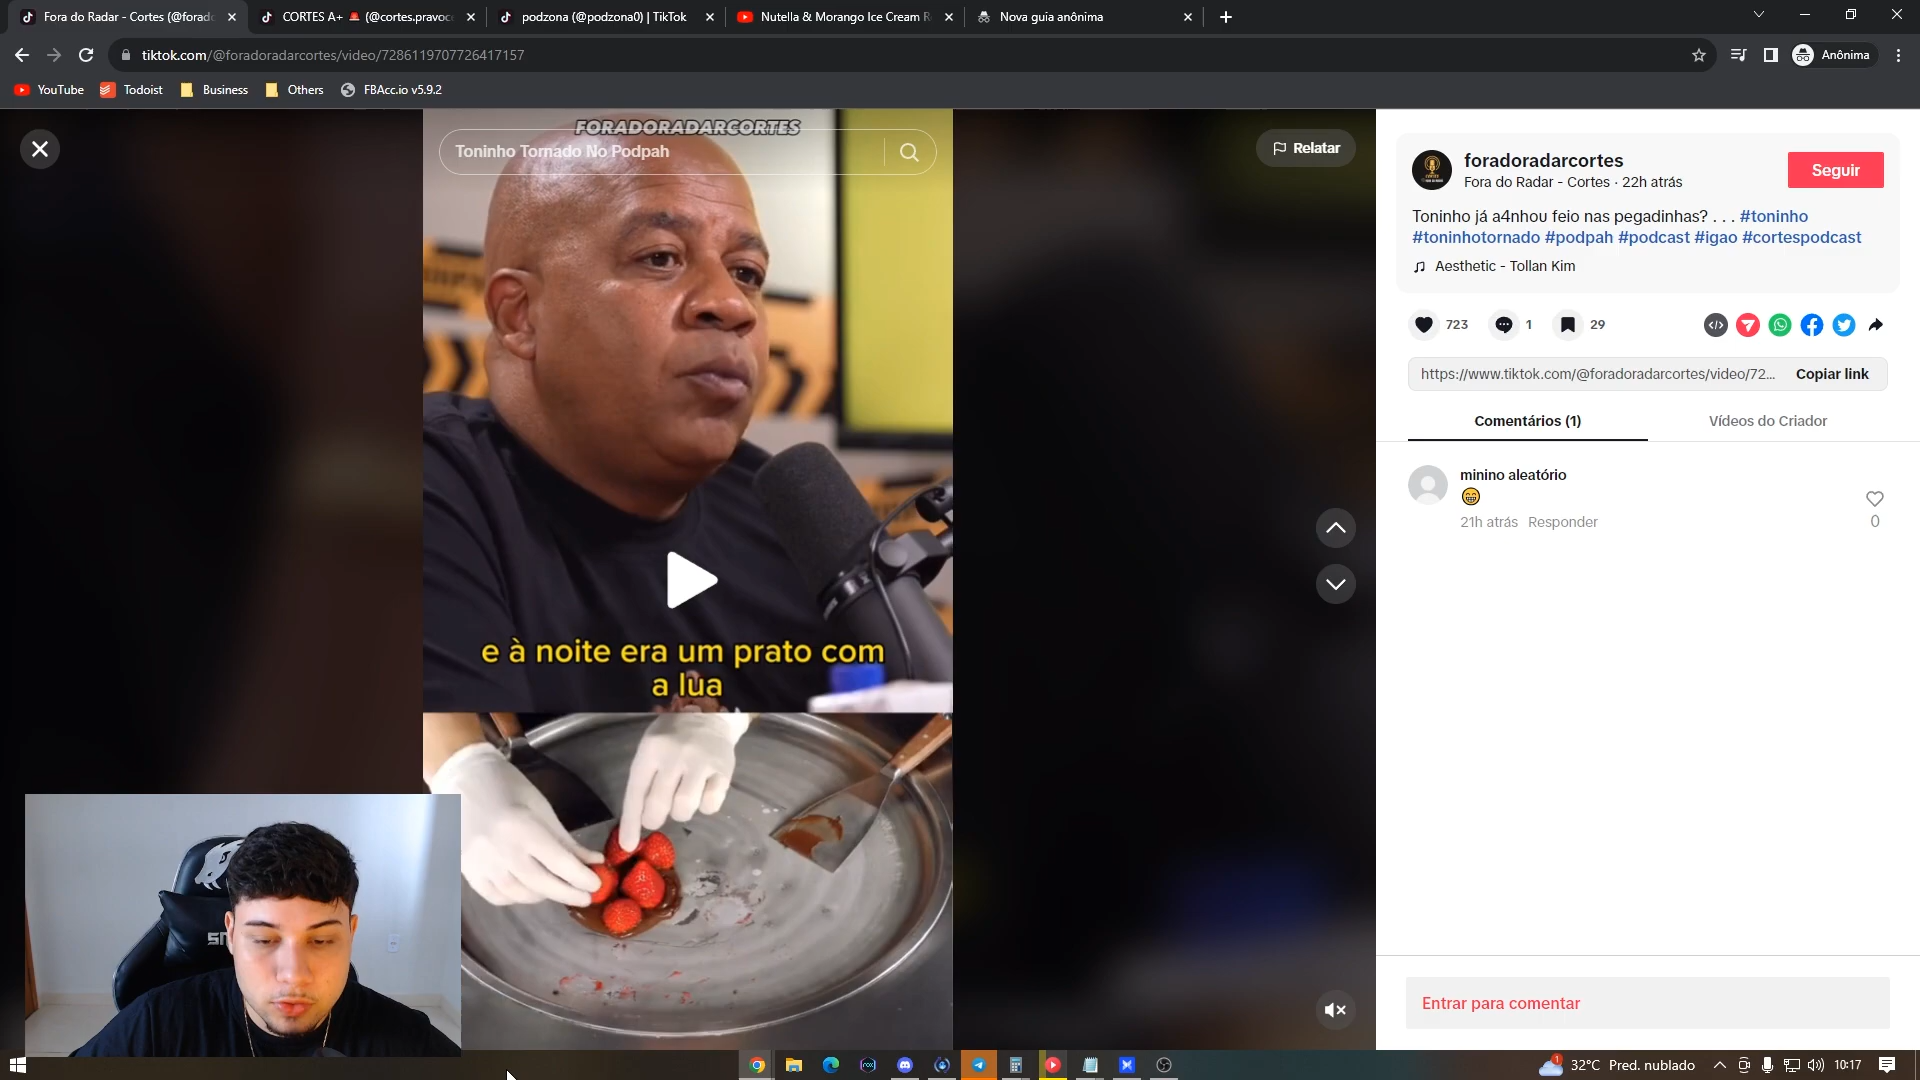 Fora do Radar - Cortes (@forad
CORTES A+ 🚨 (@cortes.pravoc
podzona (@podzona0) | TikTok
Nutella & Morango Ice Cream R
Nova guia anônima
tiktok.com/@foradoradarcortes/video/7286119707726417157
Anônima
YouTube
Todoist
Business
Others
FBAcc.io v5.9.2
FORADORADARCORTES
Toninho Tornado No Podpah
Relatar
e à noite era um prato com
a lua
foradoradarcortes
Fora do Radar - Cortes · 22h atrás
Seguir
Toninho já a4nhou feio nas pegadinhas? . . . #toninho
#toninhotornado #podpah #podcast #igao #cortespodcast
Aesthetic - Tollan Kim
723
1
29
https://www.tiktok.com/@foradoradarcortes/video/72...
Copiar link
Comentários (1)
Vídeos do Criador
minino aleatório
😁
21h atrás Responder
0
Entrar para comentar
1
32°C Pred. nublado
10:17